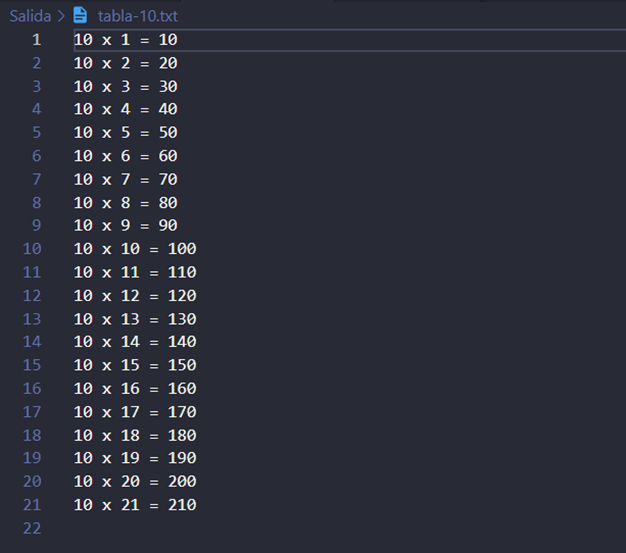 Salida > tabla-10.txt
1 10 x 1 = 10
2 10 x 2 = 20
3 10 x 3 = 30
4 10 x 4 = 40
5 10 x 5 = 50
6 10 x 6 = 60
7 10 x 7 = 70
8 10 x 8 = 80
9 10 x 9 = 90
10 10 x 10 = 100
11 10 x 11 = 110
12 10 x 12 = 120
13 10 x 13 = 130
14 10 x 14 = 140
15 10 x 15 = 150
16 10 x 16 = 160
17 10 x 17 = 170
18 10 x 18 = 180
19 10 x 19 = 190
20 10 x 20 = 200
21 10 x 21 = 210
22